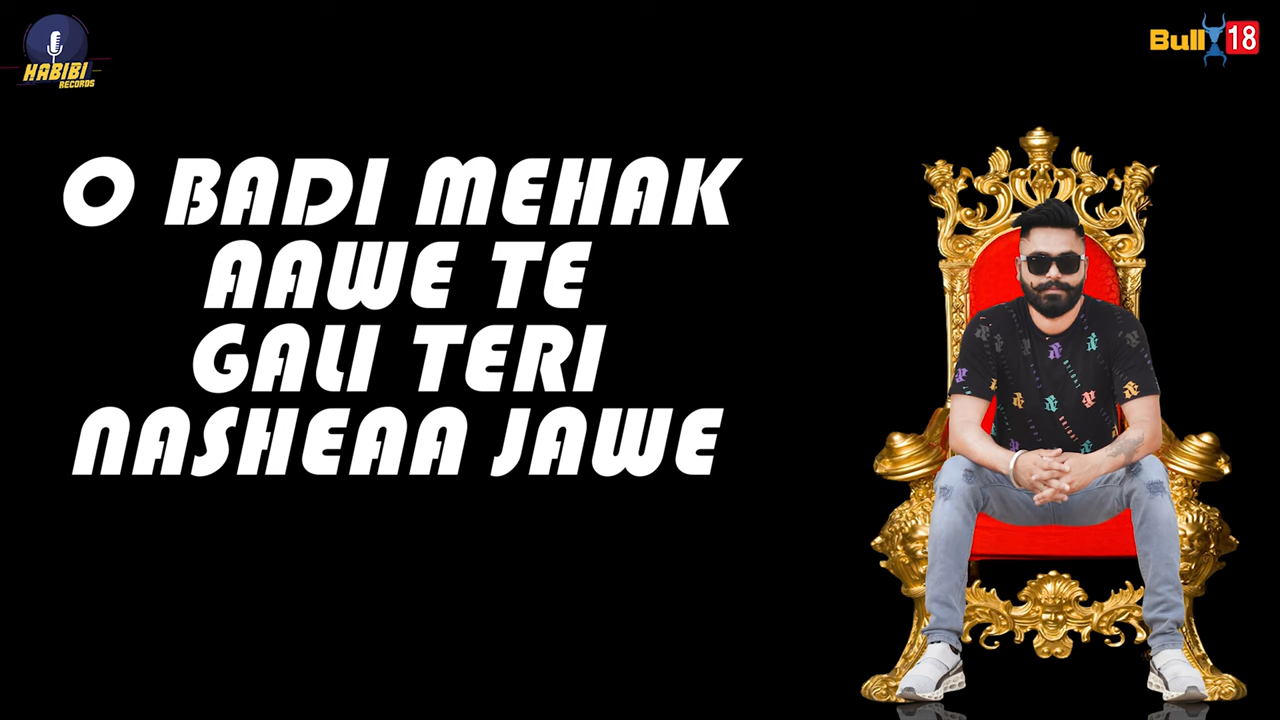 HABIBI
RECORDS
Bull 18
O BADI MEHAK
AAWE TE
GALI TERI
NASHEAA JAWE